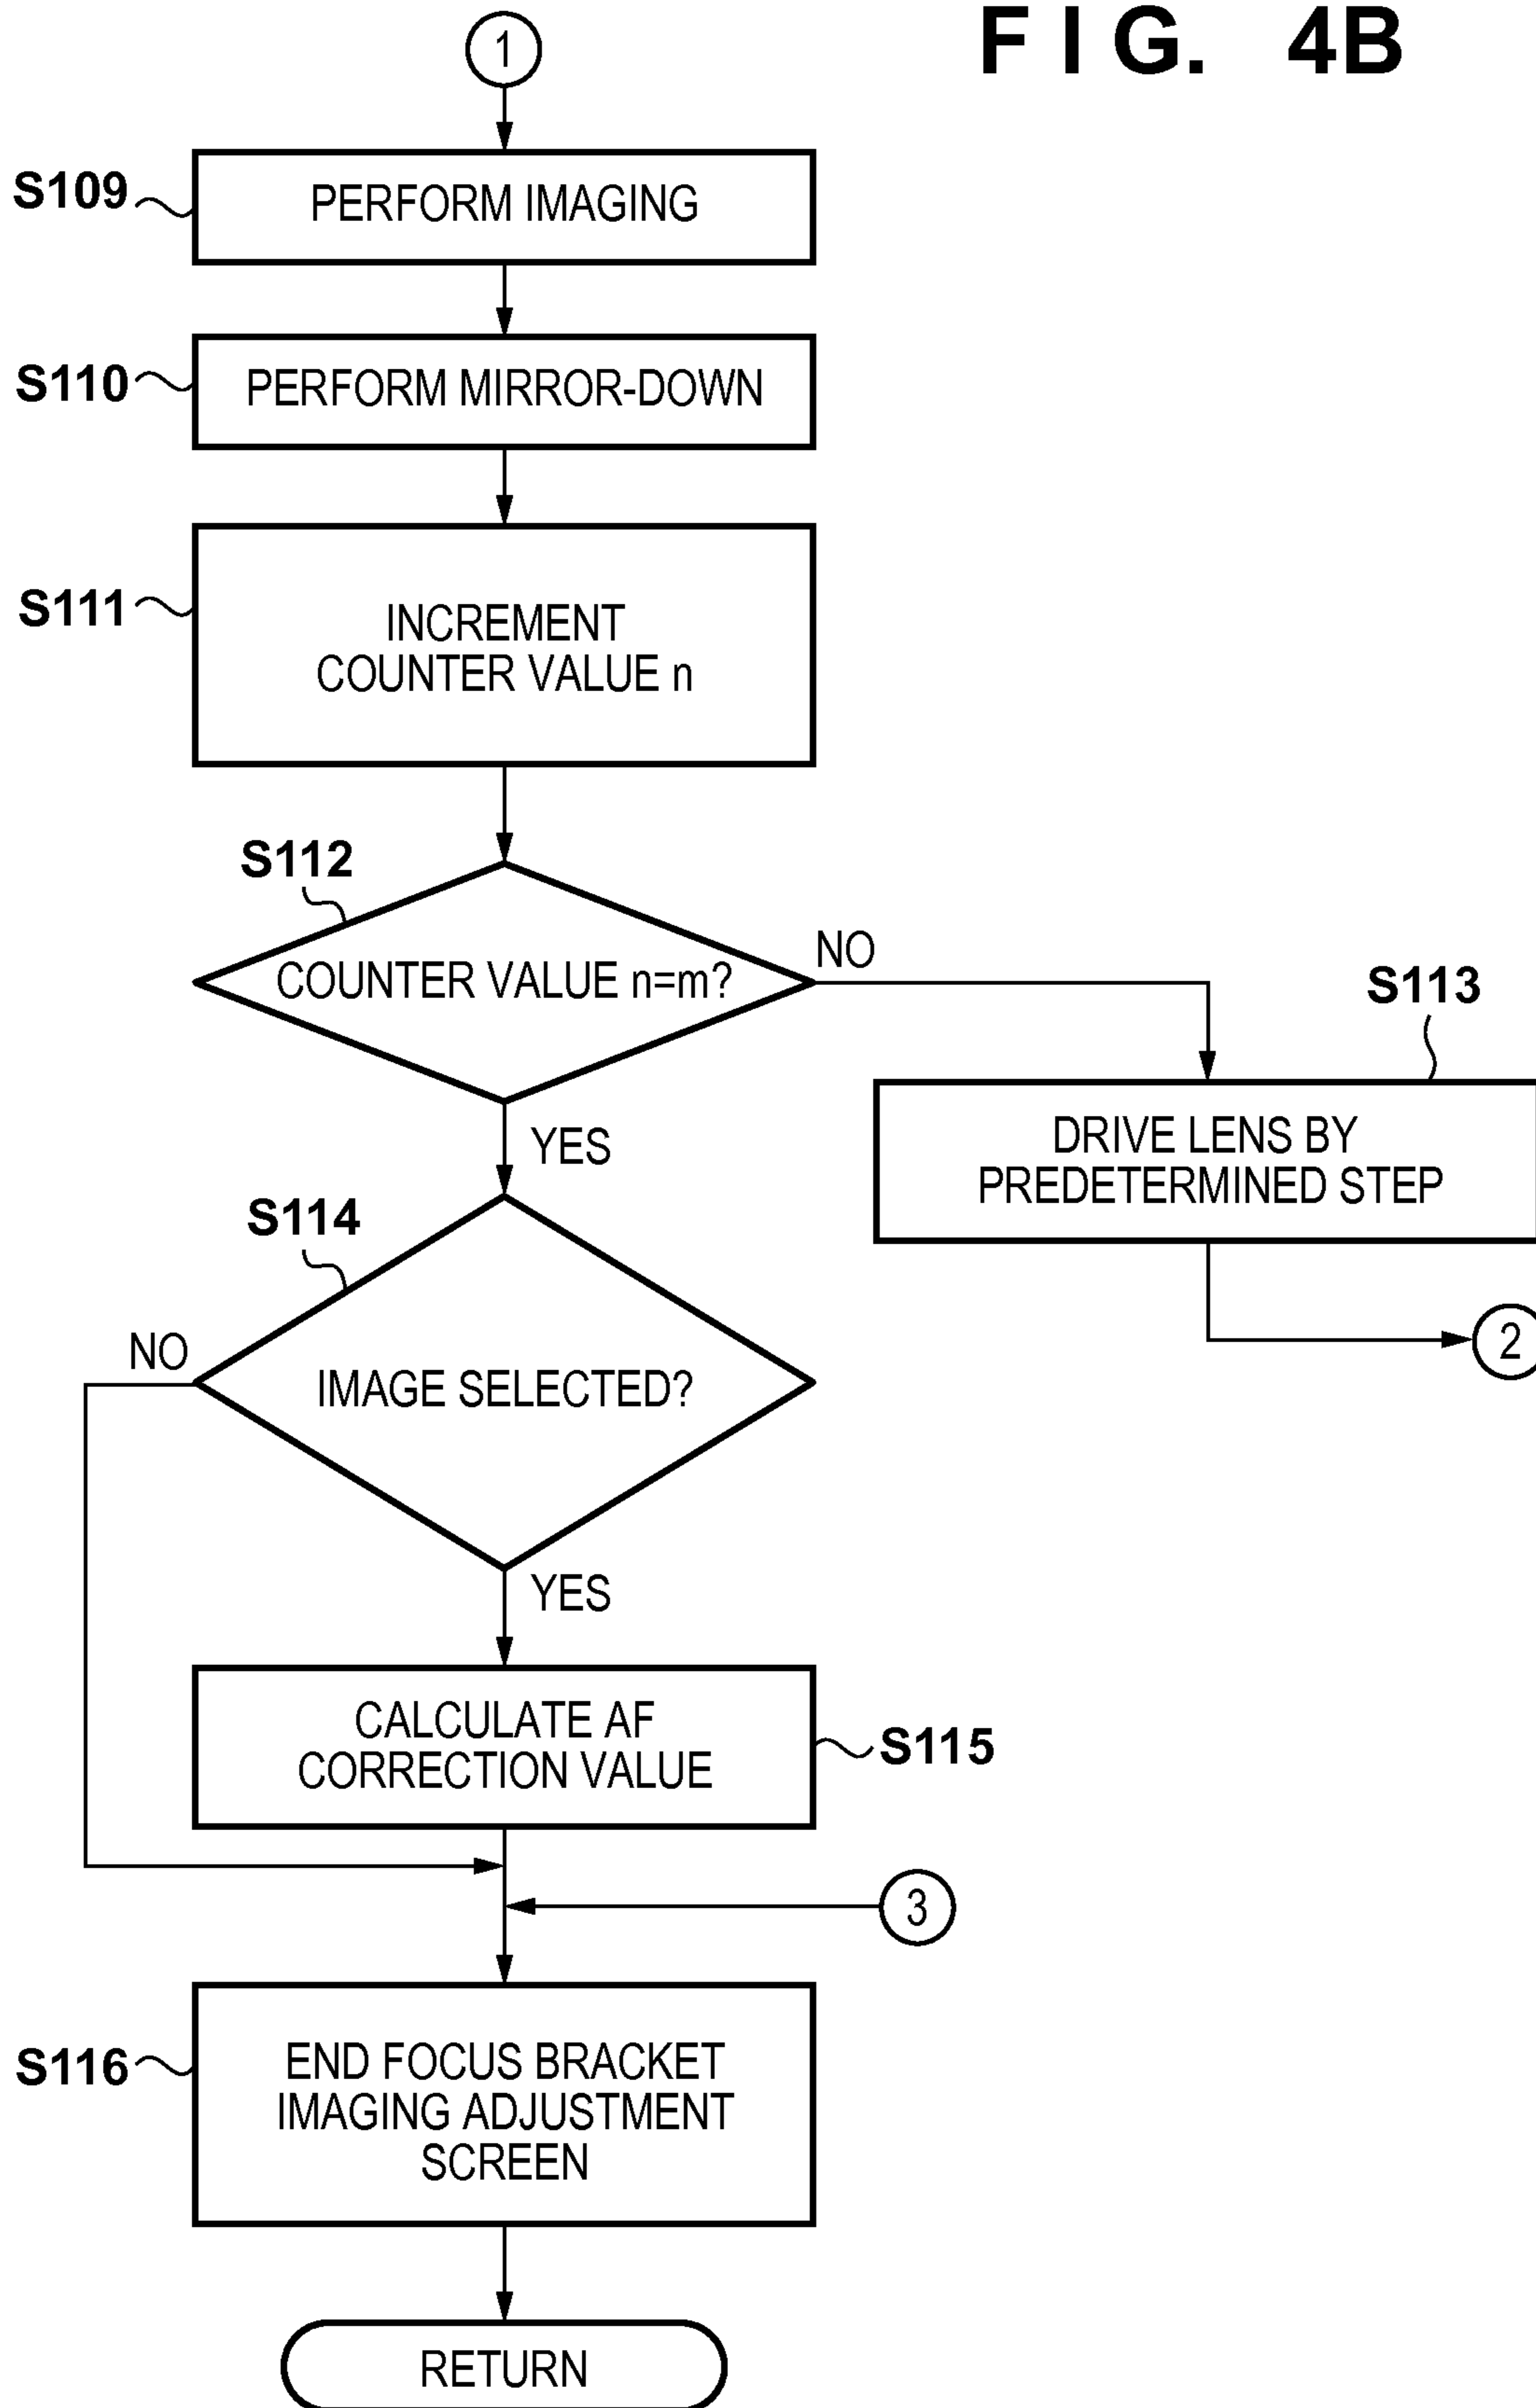 FIG. 4B
1
S109
PERFORM IMAGING
S110
PERFORM MIRROR-DOWN
S111
INCREMENT
COUNTER VALUE n
S112
COUNTER VALUE n=m?
NO
S113
DRIVE LENS BY
PREDETERMINED STEP
2
YES
S114
IMAGE SELECTED?
NO
YES
CALCULATE AF
CORRECTION VALUE
S115
3
S116
END FOCUS BRACKET
IMAGING ADJUSTMENT
SCREEN
RETURN